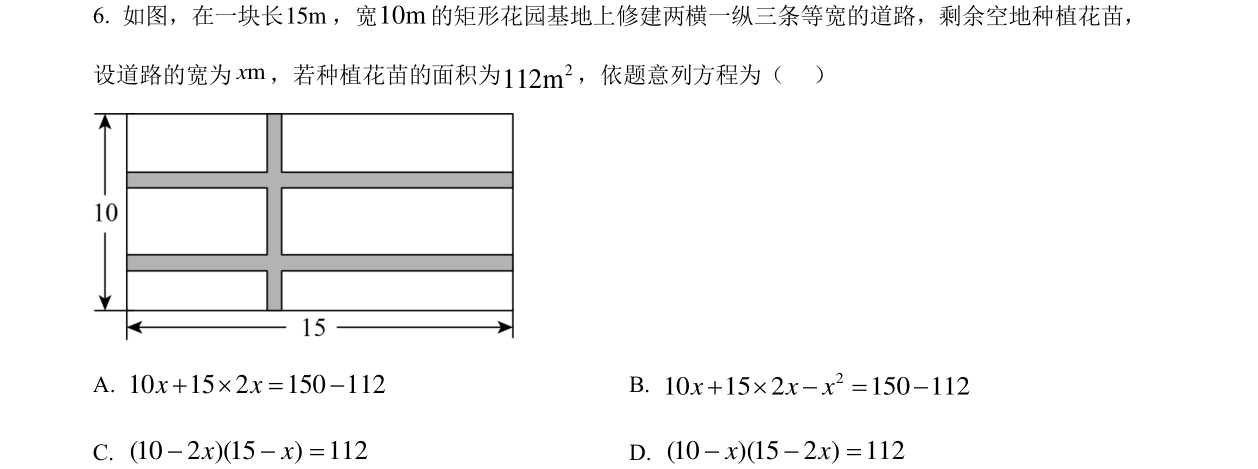 6. 如图，在一块长15m，宽10m的矩形花园基地上修建两横一纵三条等宽的道路，剩余空地种植花苗，
设道路的宽为xm，若种植花苗的面积为112m²，依题意列方程为（ ）
10
15
A. 10x+15×2x=150−112
B. 10x+15×2x−x²=150−112
C. (10−2x)(15−x)=112
D. (10−x)(15−2x)=112